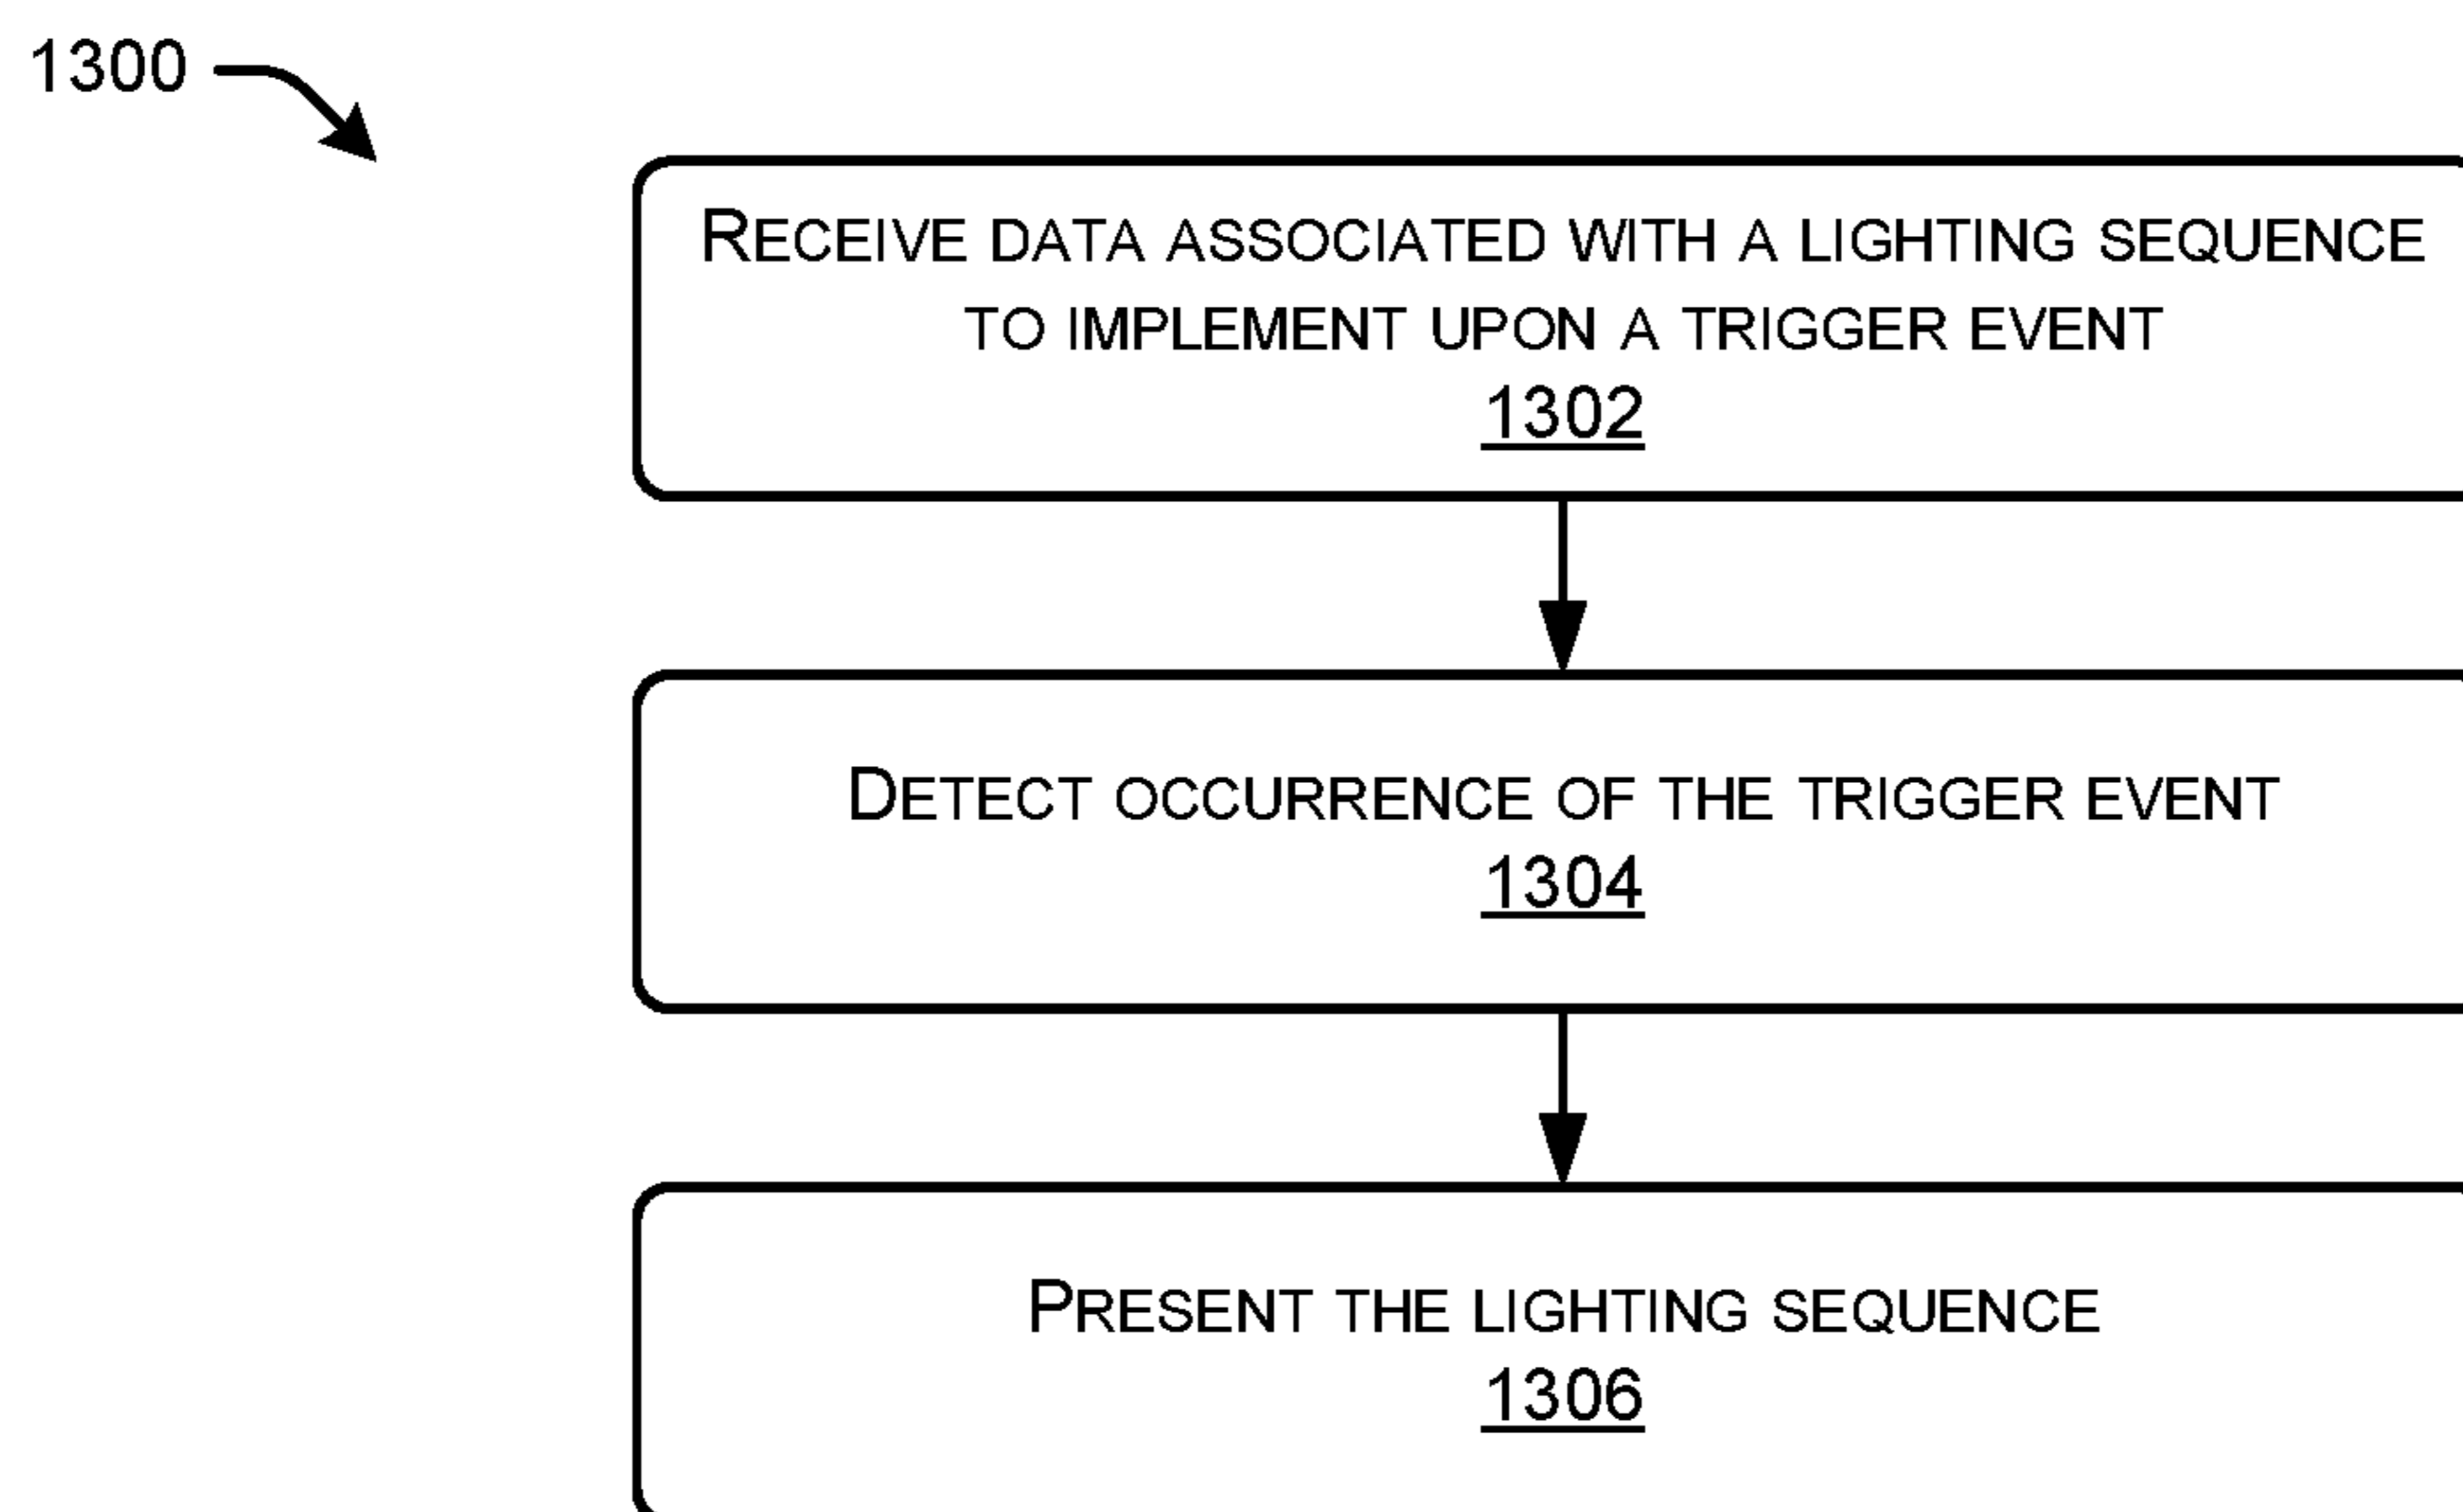 1300
RECEIVE DATA ASSOCIATED WITH A LIGHTING SEQUENCE
TO IMPLEMENT UPON A TRIGGER EVENT
1302
DETECT OCCURRENCE OF THE TRIGGER EVENT
1304
PRESENT THE LIGHTING SEQUENCE
1306